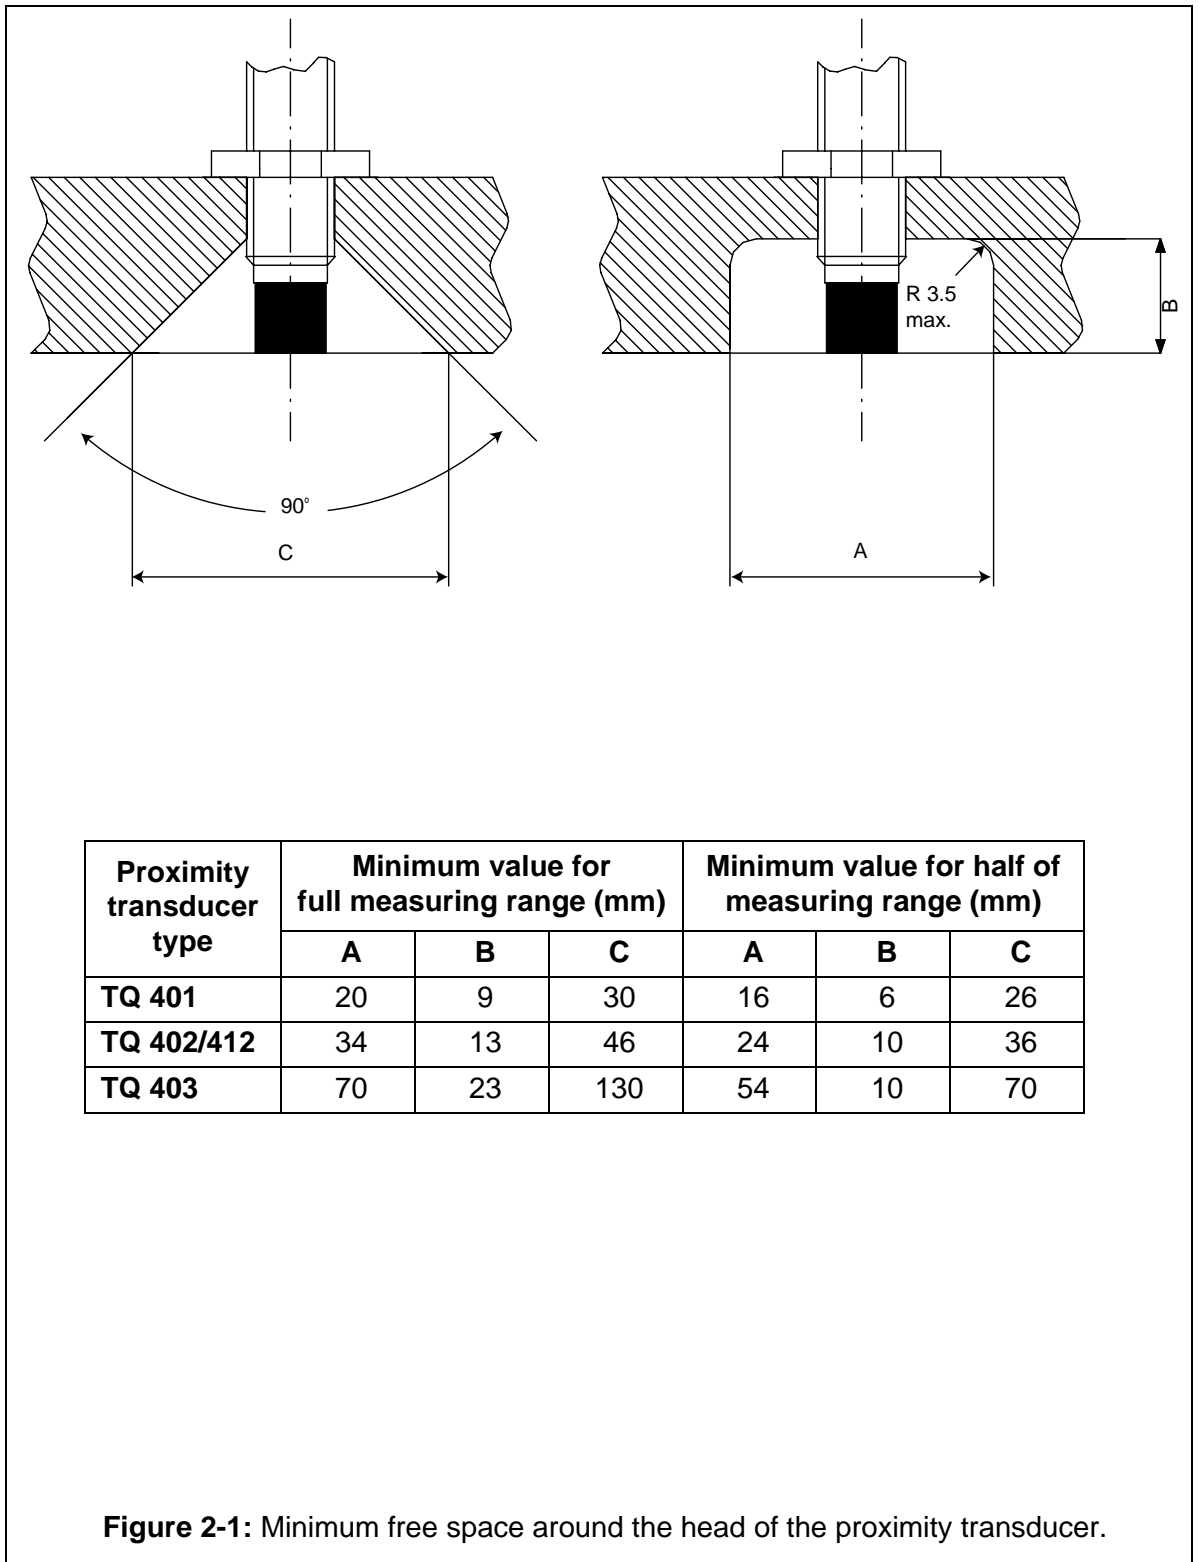 R 3.5
max.
B
90°
C
A
Proximity transducer type | Minimum value for full measuring range (mm) | Minimum value for half of measuring range (mm)
A | B | C | A | B | C
TQ 401 | 20 | 9 | 30 | 16 | 6 | 26
TQ 402/412 | 34 | 13 | 46 | 24 | 10 | 36
TQ 403 | 70 | 23 | 130 | 54 | 10 | 70
Figure 2-1: Minimum free space around the head of the proximity transducer.